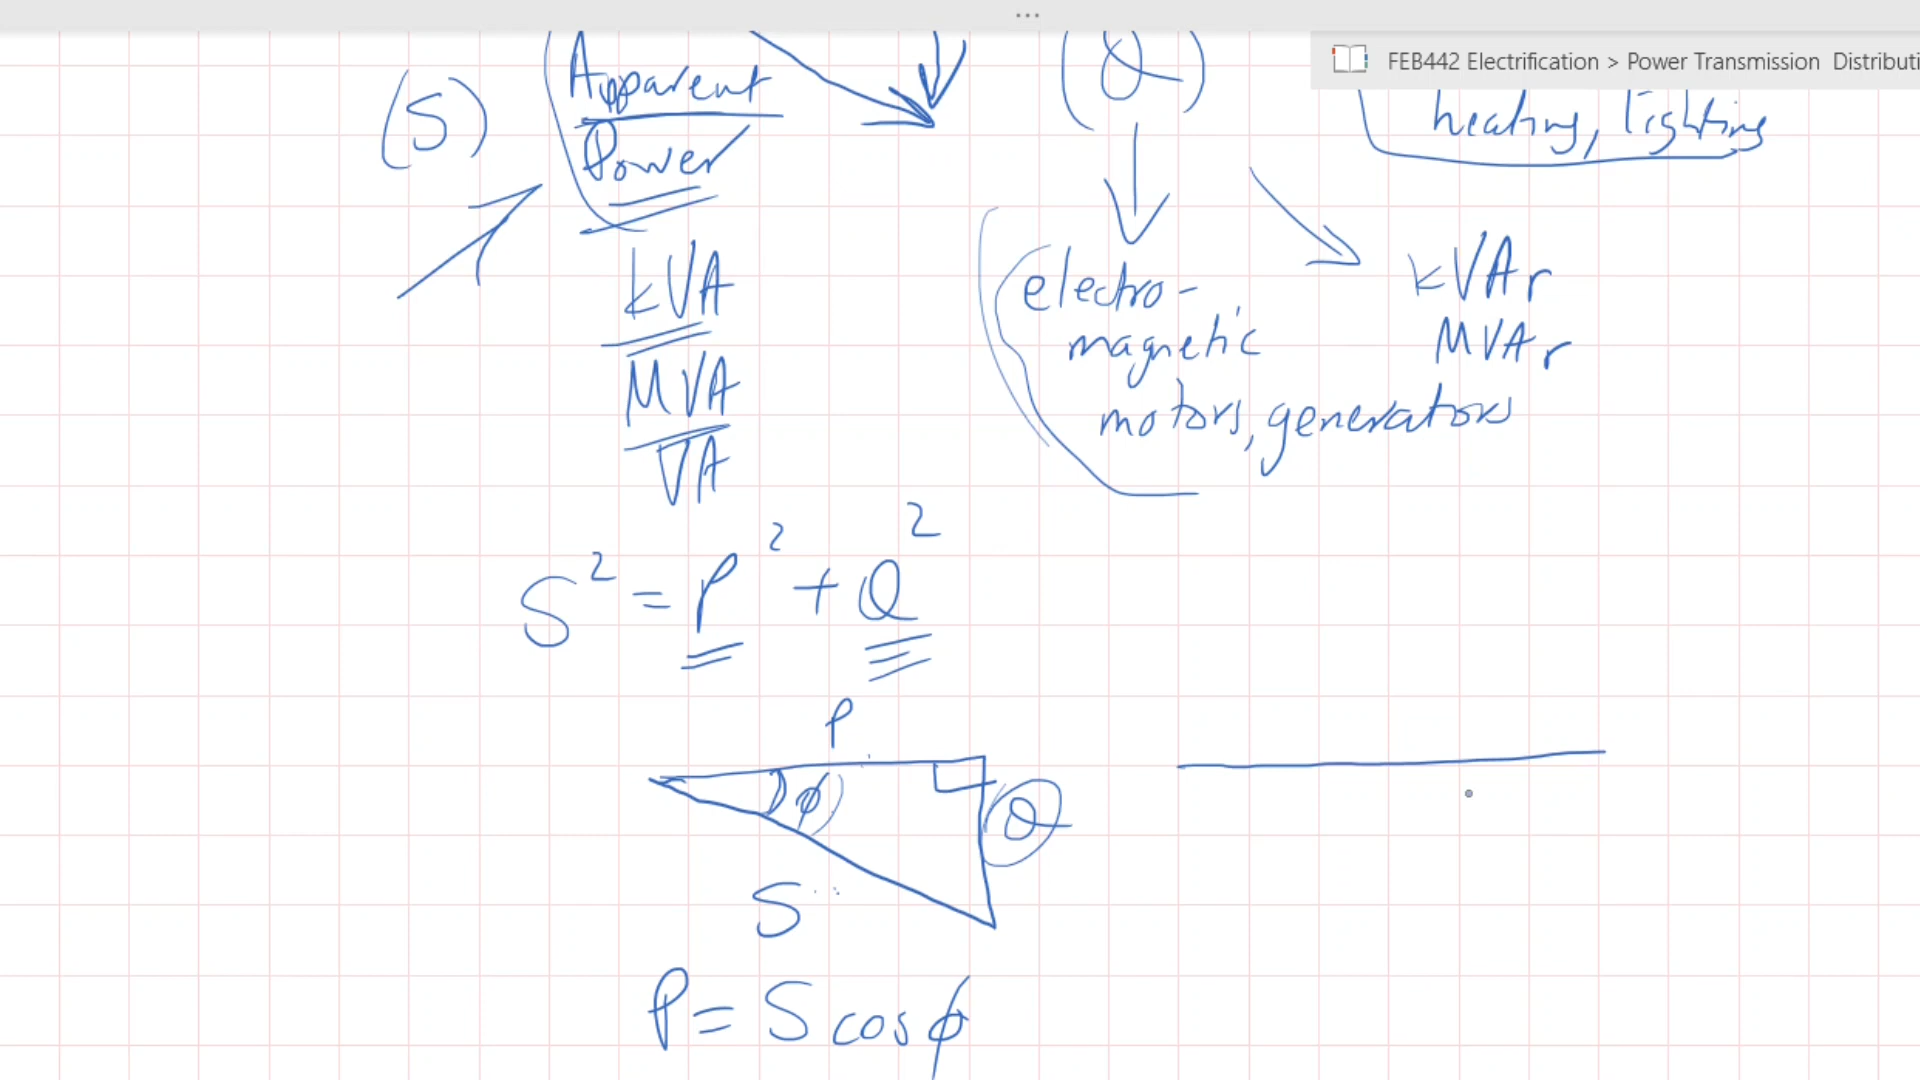 ...
FEB442 Electrification > Power Transmission Distributi
(S)
Apparent
Power
(Q)
heating, lighting
kVA
MVA
VA
electro-
magnetic
motors, generators
kVAr
MVAr
S² = P² + Q²
P
φ
Q
S
P = S cos φ